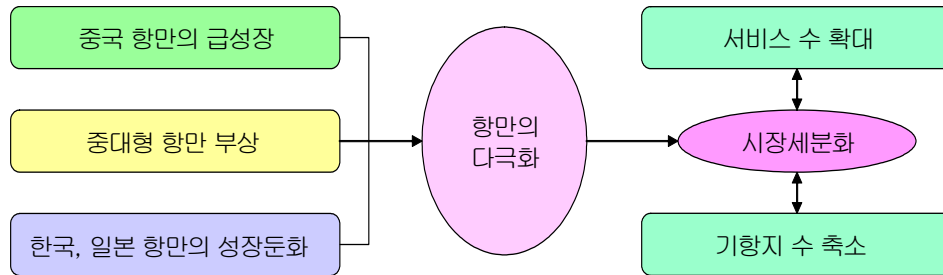 중국 항만의 급성장
중대형 항만 부상
한국, 일본 항만의 성장둔화
항만의
다극화
서비스 수 확대
시장세분화
기항지 수 축소